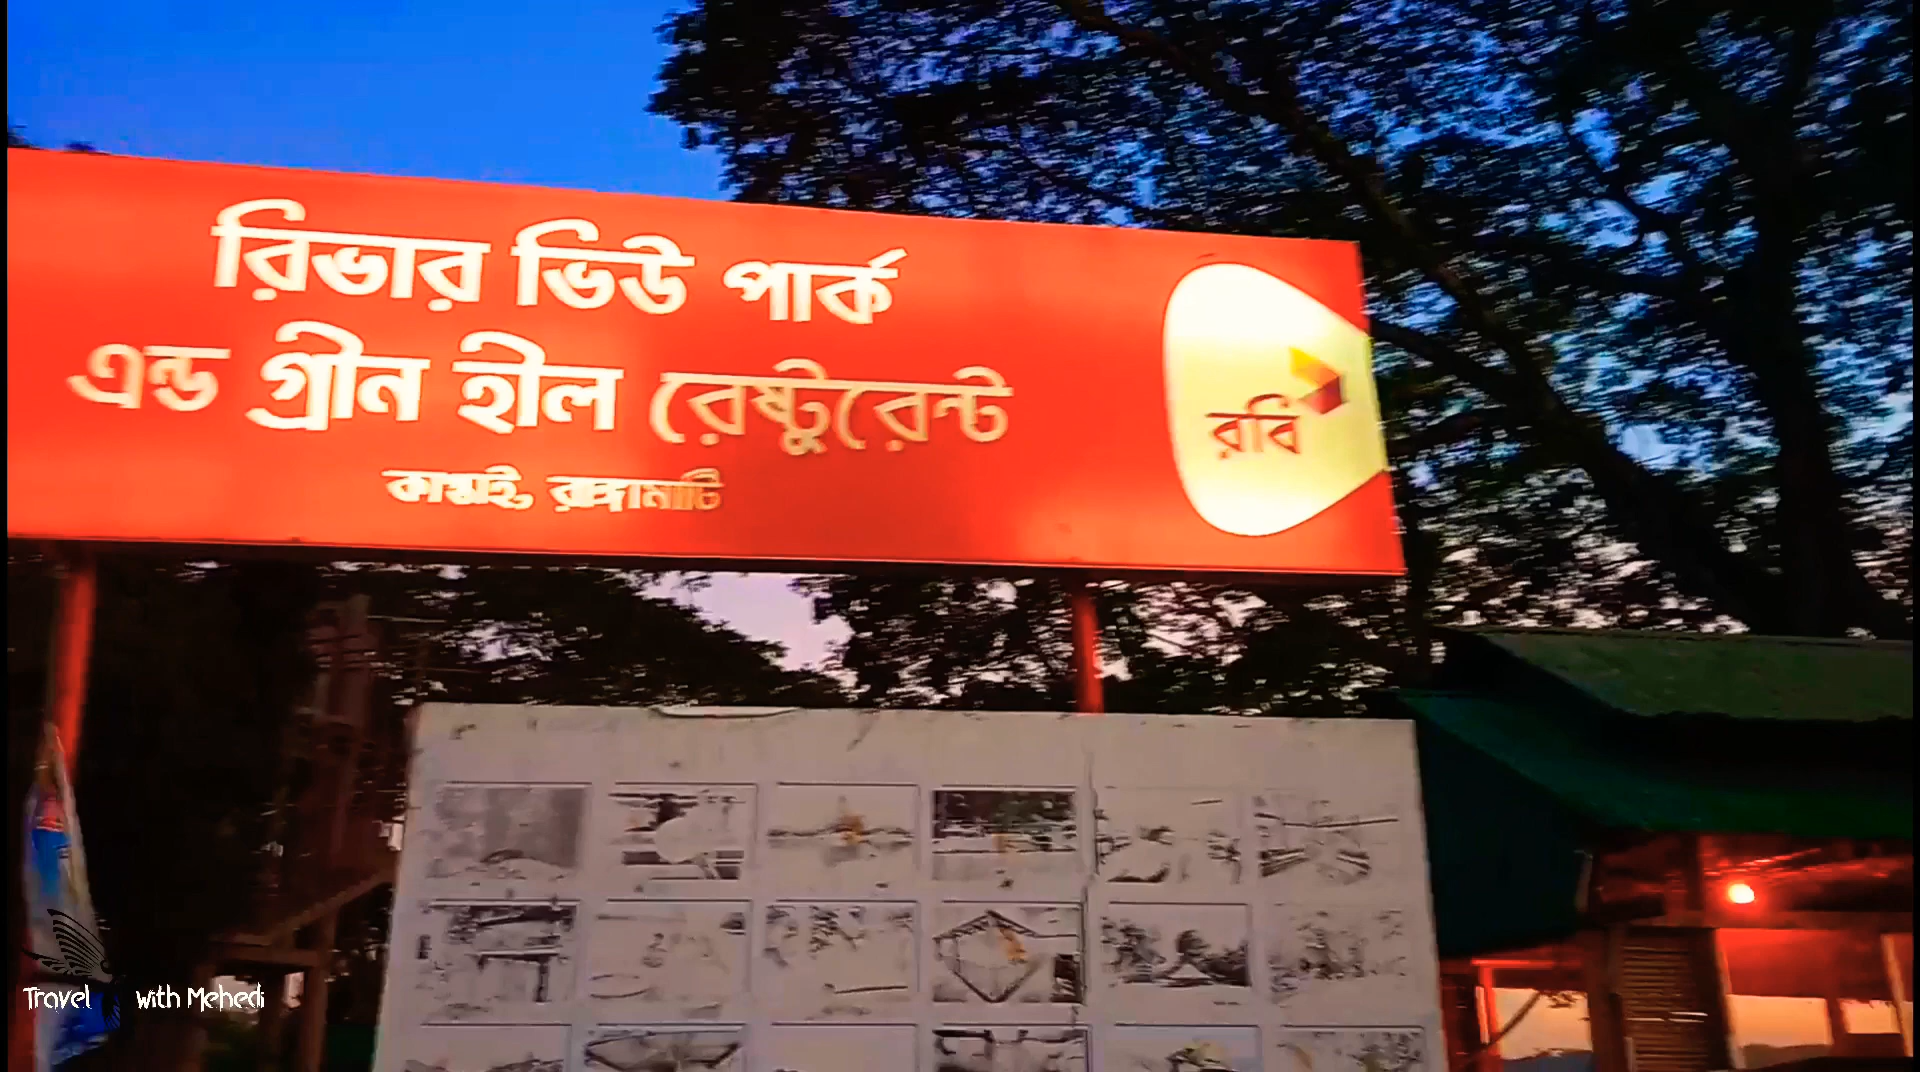 রিভার ভিউ পার্ক
এন্ড গ্রীন হীল রেষ্টুরেন্ট
কাপ্তাই, রাঙ্গামাটি
রবি
Travel with Mehedi